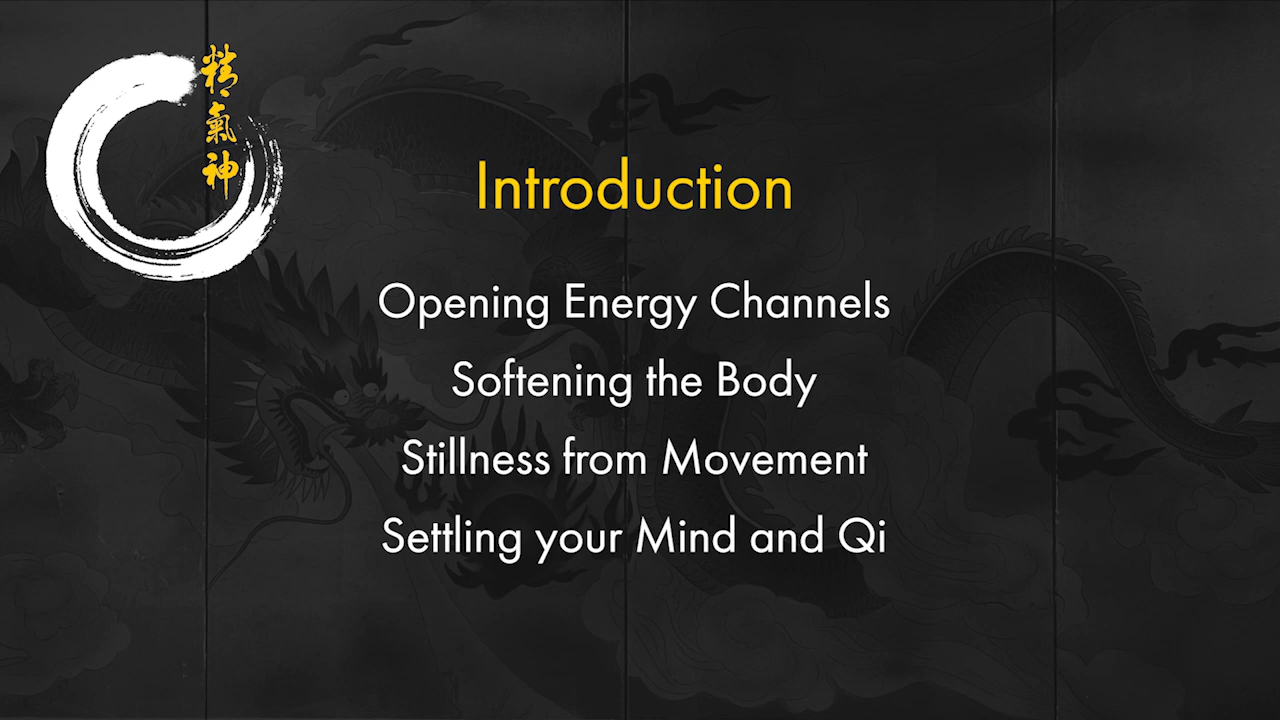 精氣神
Introduction
Opening Energy Channels
Softening the Body
Stillness from Movement
Settling your Mind and Qi